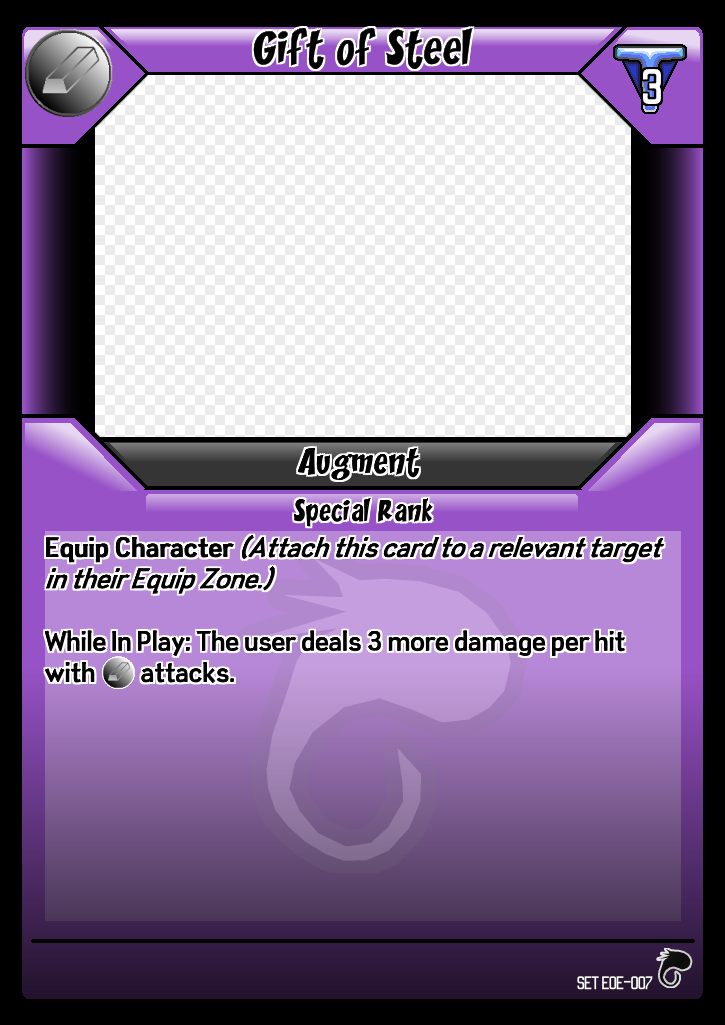 Gift of Steel
3
Augment
Special Rank
Equip Character (Attach this card to a relevant target
in their Equip Zone.)
While In Play: The user deals 3 more damage per hit
with attacks.
SET EOE-007